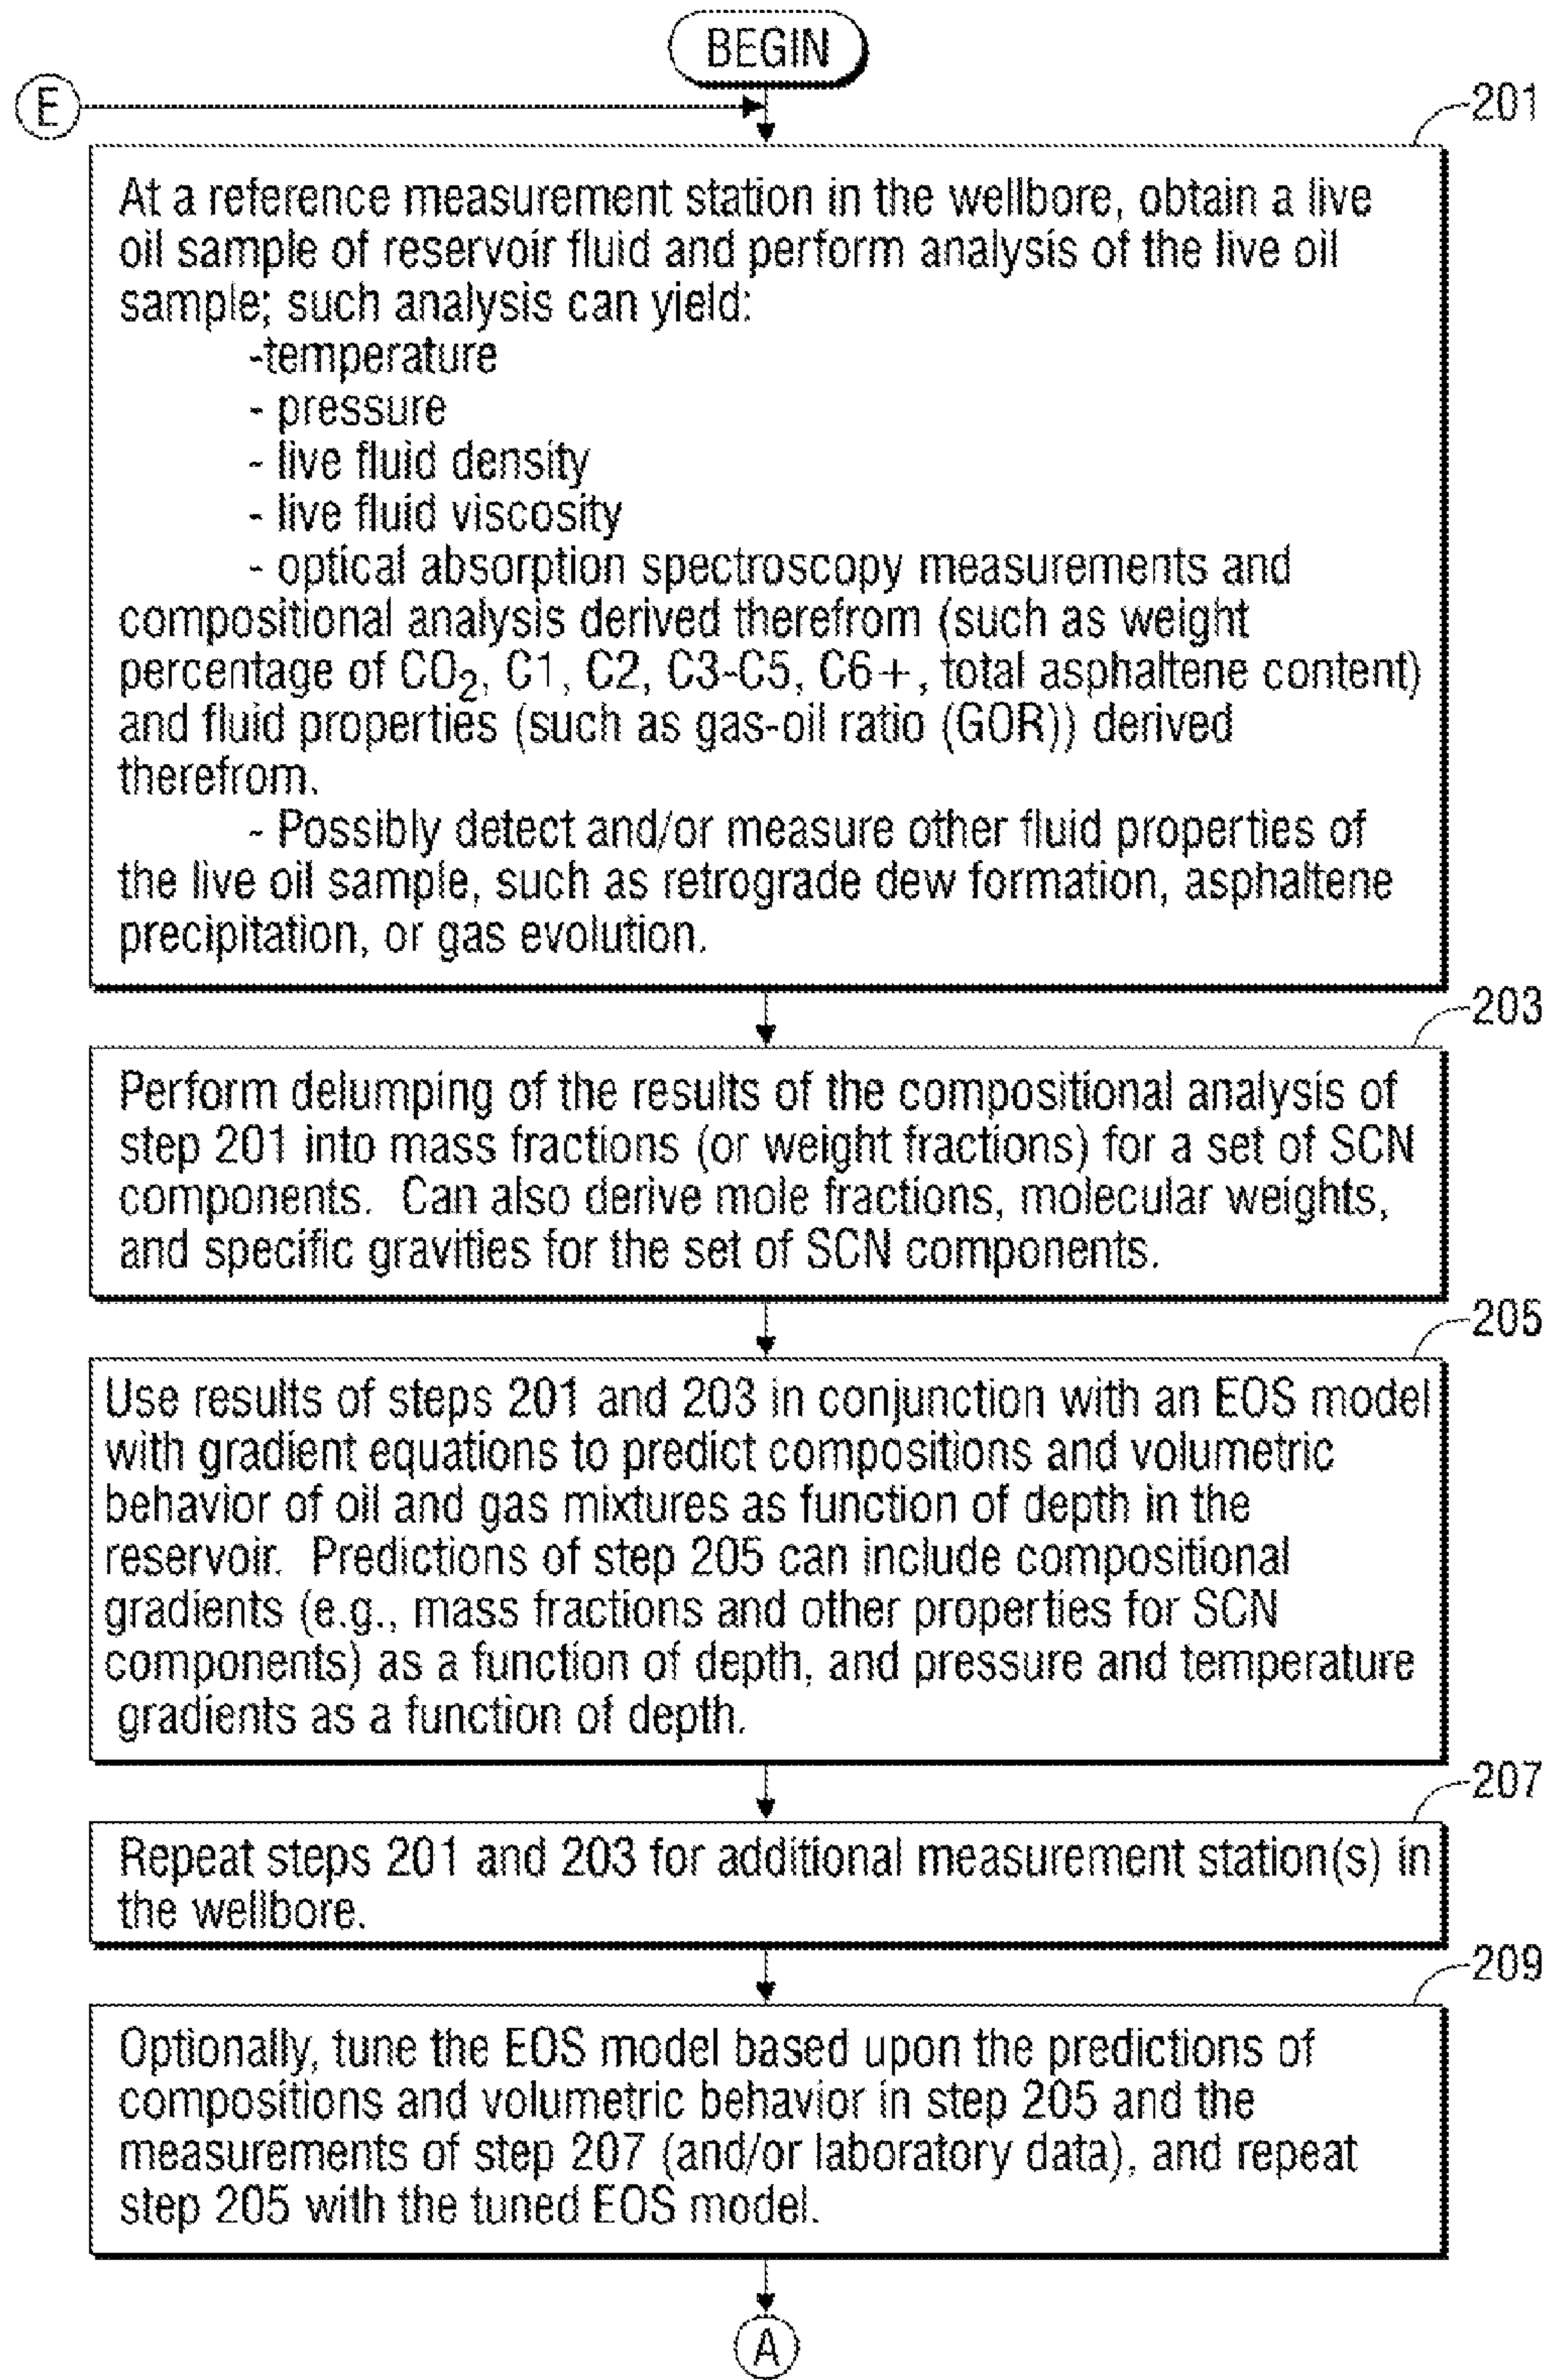 BEGIN
E
201
At a reference measurement station in the wellbore, obtain a live
oil sample of reservoir fluid and perform analysis of the live oil
sample; such analysis can yield:
-temperature
- pressure
- live fluid density
- live fluid viscosity
- optical absorption spectroscopy measurements and
compositional analysis derived therefrom (such as weight
percentage of CO₂, C1, C2, C3-C5, C6+, total asphaltene content)
and fluid properties (such as gas-oil ratio (GOR)) derived
therefrom.
- Possibly detect and/or measure other fluid properties of
the live oil sample, such as retrograde dew formation, asphaltene
precipitation, or gas evolution.
203
Perform delumping of the results of the compositional analysis of
step 201 into mass fractions (or weight fractions) for a set of SCN
components. Can also derive mole fractions, molecular weights,
and specific gravities for the set of SCN components.
205
Use results of steps 201 and 203 in conjunction with an EOS model
with gradient equations to predict compositions and volumetric
behavior of oil and gas mixtures as function of depth in the
reservoir. Predictions of step 205 can include compositional
gradients (e.g., mass fractions and other properties for SCN
components) as a function of depth, and pressure and temperature
gradients as a function of depth.
207
Repeat steps 201 and 203 for additional measurement station(s) in
the wellbore.
209
Optionally, tune the EOS model based upon the predictions of
compositions and volumetric behavior in step 205 and the
measurements of step 207 (and/or laboratory data), and repeat
step 205 with the tuned EOS model.
A